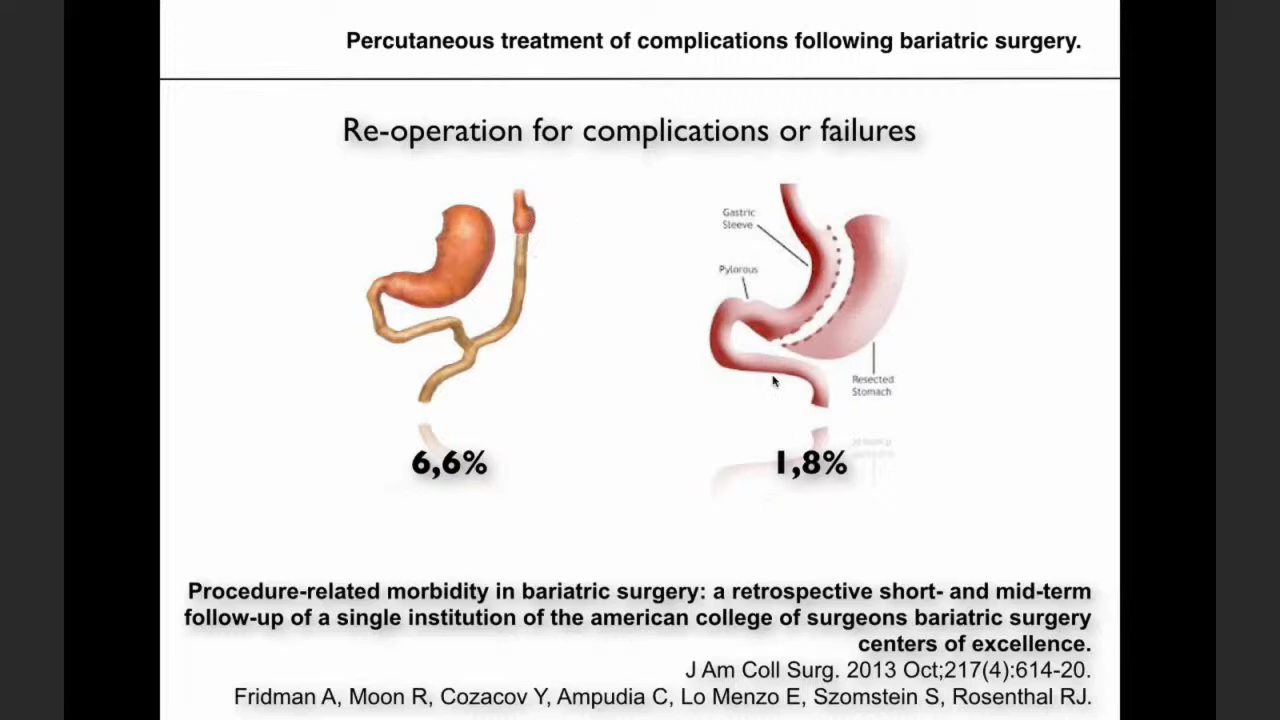 Percutaneous treatment of complications following bariatric surgery.
Re-operation for complications or failures
Gastric
Sleeve
Pylorous
Resected
Stomach
6,6%
1,8%
Procedure-related morbidity in bariatric surgery: a retrospective short- and mid-term
follow-up of a single institution of the american college of surgeons bariatric surgery
centers of excellence.
J Am Coll Surg. 2013 Oct;217(4):614-20.
Fridman A, Moon R, Cozacov Y, Ampudia C, Lo Menzo E, Szomstein S, Rosenthal RJ.